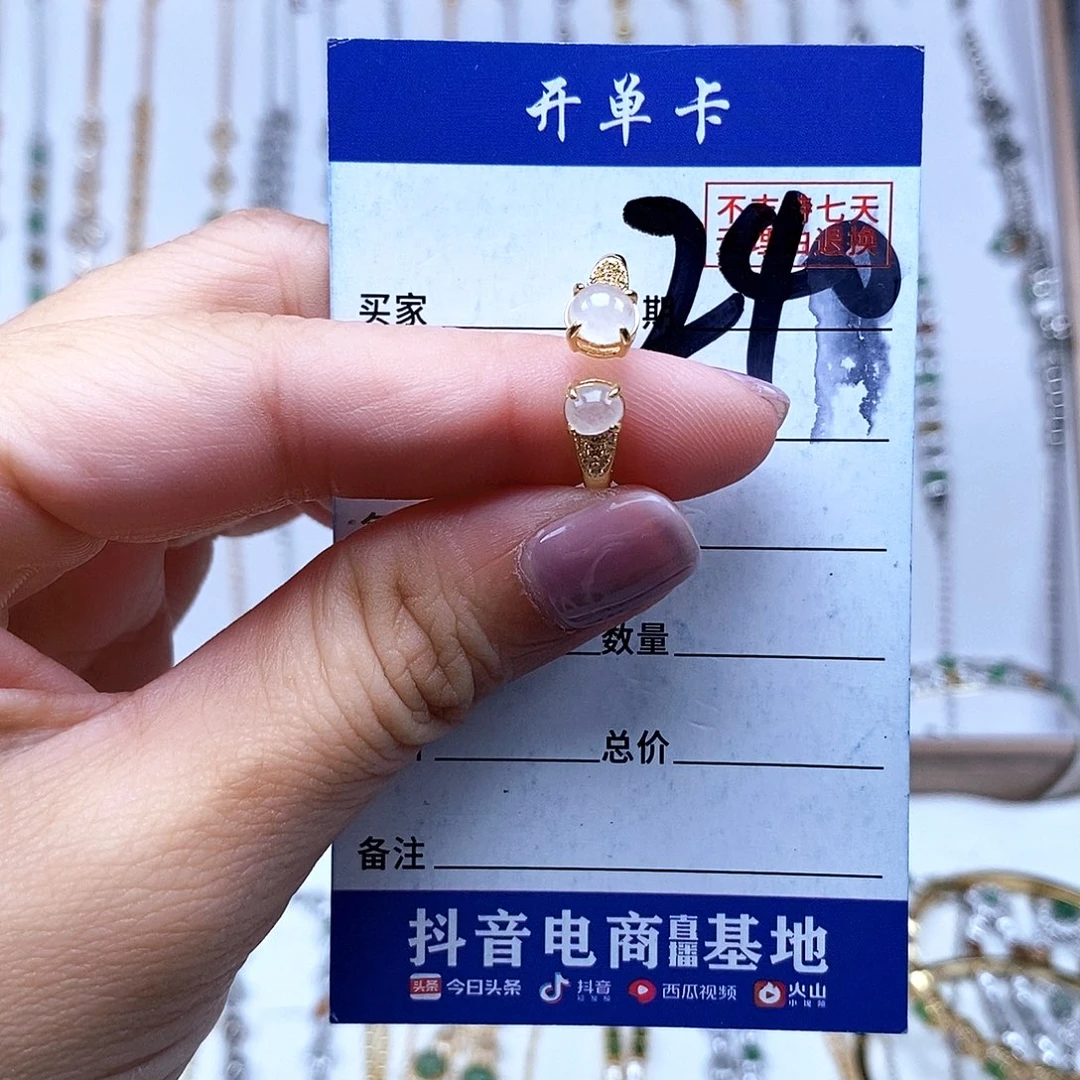 开单卡
不支持七天
无理由退换
240
买家
期
数量
总价
备注
抖音电商直播基地
今日头条 抖音 西瓜视频 火山